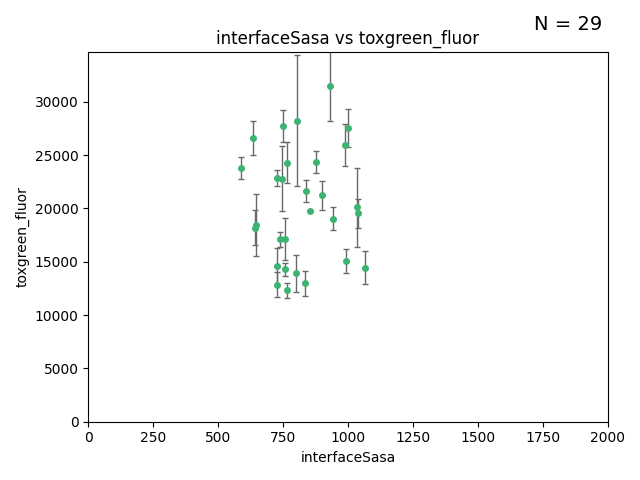 N = 29
interfaceSasa vs toxgreen_fluor
30000
25000
20000
15000
10000
5000
0
toxgreen_fluor
0 250 500 750 1000 1250 1500 1750 2000
interfaceSasa